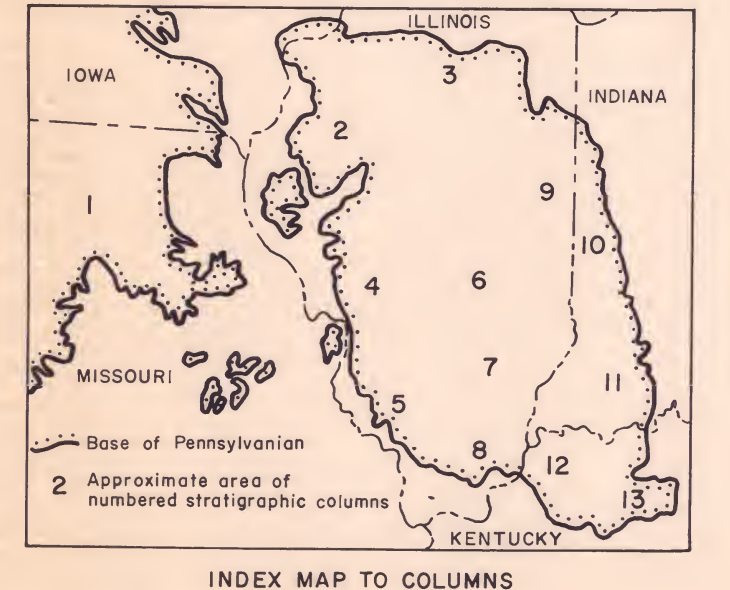 ILLINOIS
IOWA
3
INDIANA
2
1
9
10
4
6
7
MISSOURI
11
5
Base of Pennsylvanian
8
12
2 Approximate area of
numbered stratigraphic columns
13
KENTUCKY
INDEX MAP TO COLUMNS